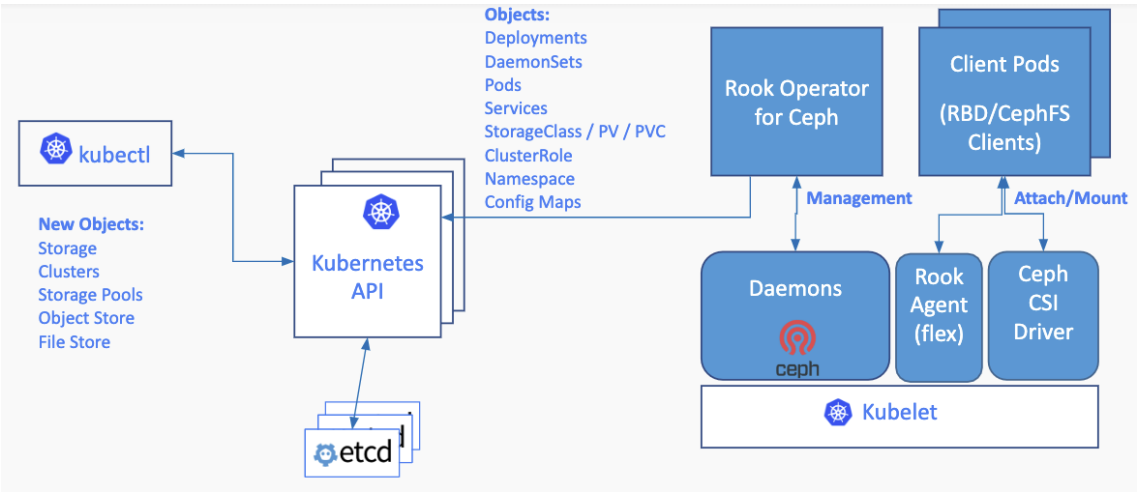 Objects:
Deployments
DaemonSets
Pods
Services
StorageClass / PV / PVC
ClusterRole
Namespace
Config Maps
Rook Operator
for Ceph
Client Pods
(RBD/CephFS
Clients)
kubectl
New Objects:
Storage
Clusters
Storage Pools
Object Store
File Store
Kubernetes
API
Management
Attach/Mount
Daemons
ceph
Rook
Agent
(flex)
Ceph
CSI
Driver
Kubelet
etcd